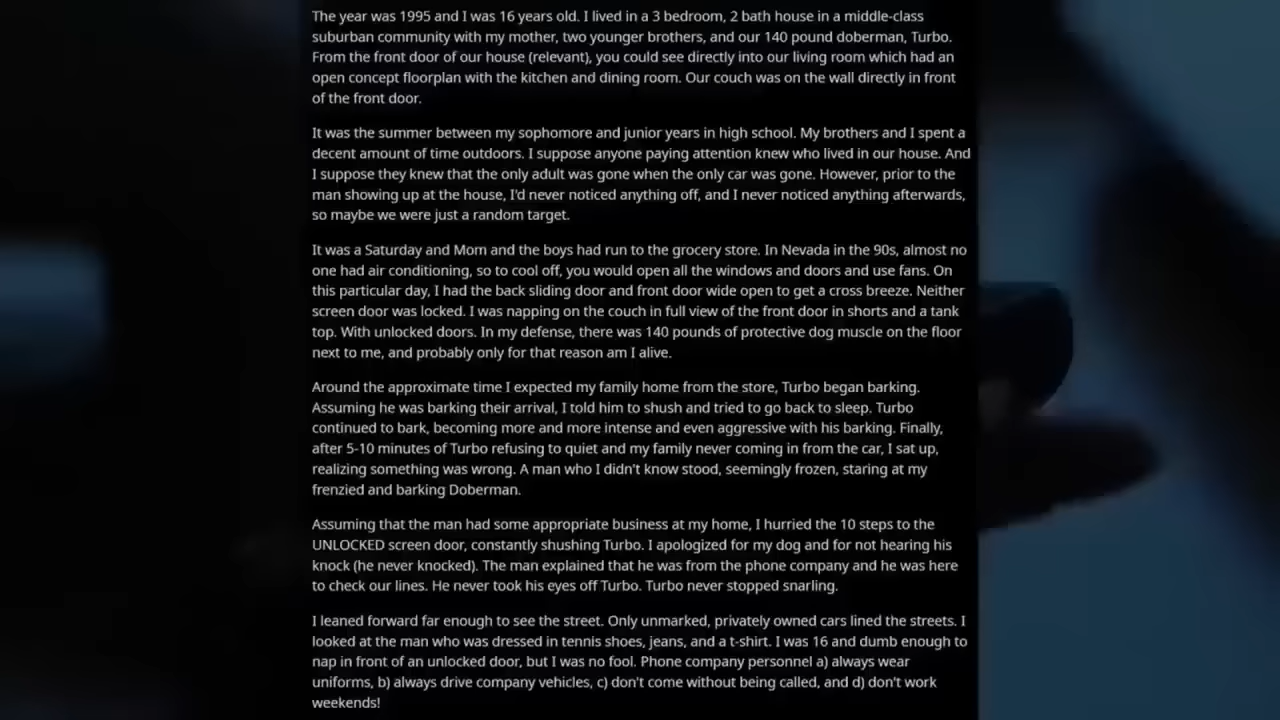 The year was 1995 and I was 16 years old. I lived in a 3 bedroom, 2 bath house in a middle-class
suburban community with my mother, two younger brothers, and our 140 pound doberman, Turbo.
From the front door of our house (relevant), you could see directly into our living room which had an
open concept floorplan with the kitchen and dining room. Our couch was on the wall directly in front
of the front door.
It was the summer between my sophomore and junior years in high school. My brothers and I spent a
decent amount of time outdoors. I suppose anyone paying attention knew who lived in our house. And
I suppose they knew that the only adult was gone when the only car was gone. However, prior to the
man showing up at the house, I'd never noticed anything off, and I never noticed anything afterwards,
so maybe we were just a random target.
It was a Saturday and Mom and the boys had run to the grocery store. In Nevada in the 90s, almost no
one had air conditioning, so to cool off, you would open all the windows and doors and use fans. On
this particular day, I had the back sliding door and front door wide open to get a cross breeze. Neither
screen door was locked. I was napping on the couch in full view of the front door in shorts and a tank
top. With unlocked doors. In my defense, there was 140 pounds of protective dog muscle on the floor
next to me, and probably only for that reason am I alive.
Around the approximate time I expected my family home from the store, Turbo began barking.
Assuming he was barking their arrival, I told him to shush and tried to go back to sleep. Turbo
continued to bark, becoming more and more intense and even aggressive with his barking. Finally,
after 5-10 minutes of Turbo refusing to quiet and my family never coming in from the car, I sat up,
realizing something was wrong. A man who I didn't know stood, seemingly frozen, staring at my
frenzied and barking Doberman.
Assuming that the man had some appropriate business at my home, I hurried the 10 steps to the
UNLOCKED screen door, constantly shushing Turbo. I apologized for my dog and for not hearing his
knock (he never knocked). The man explained that he was from the phone company and he was here
to check our lines. He never took his eyes off Turbo. Turbo never stopped snarling.
I leaned forward far enough to see the street. Only unmarked, privately owned cars lined the streets. I
looked at the man who was dressed in tennis shoes, jeans, and a t-shirt. I was 16 and dumb enough to
nap in front of an unlocked door, but I was no fool. Phone company personnel a) always wear
uniforms, b) always drive company vehicles, c) don't come without being called, and d) don't work
weekends!